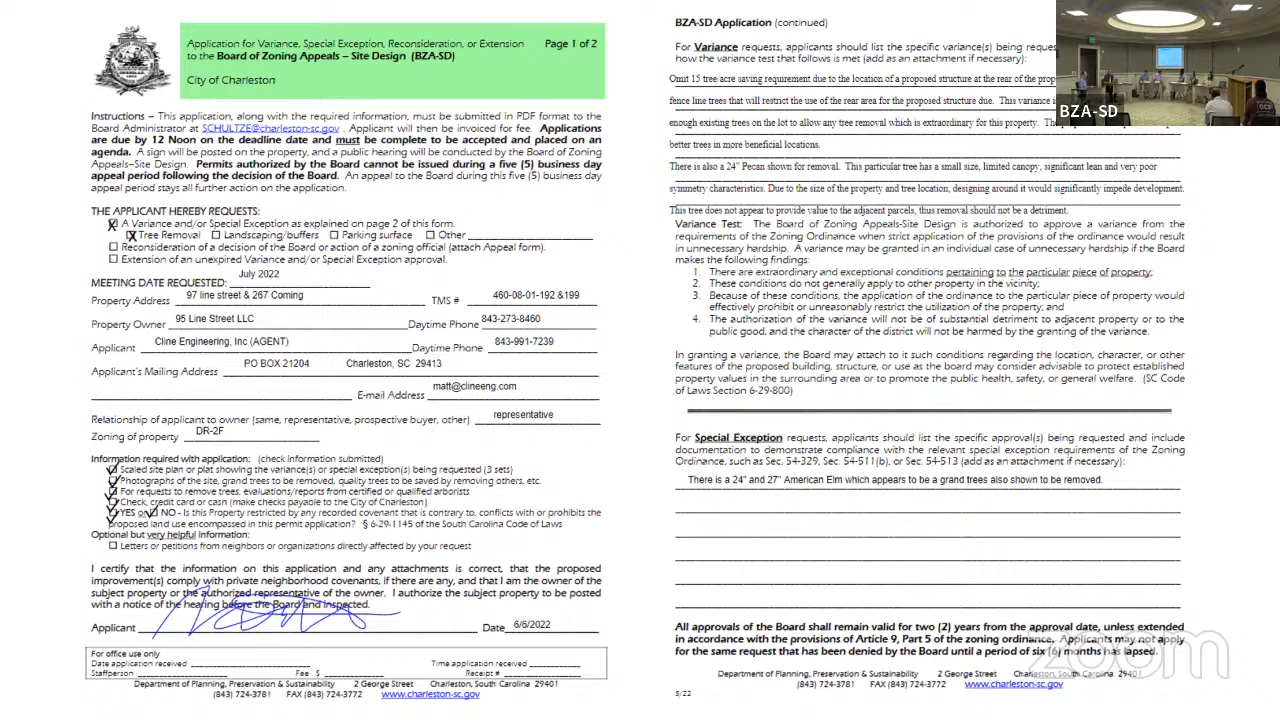 Application for Variance, Special Exception, Reconsideration, or Extension Page 1 of 2
to the Board of Zoning Appeals – Site Design (BZA-SD)
City of Charleston
Instructions – This application, along with the required information, must be submitted in PDF format to the
Board Administrator at SCHULTZE@charleston-sc.gov . Applicant will then be invoiced for fee. Applications
are due by 12 Noon on the deadline date and must be complete to be accepted and placed on an
agenda. A sign will be posted on the property, and a public hearing will be conducted by the Board of Zoning
Appeals–Site Design. Permits authorized by the Board cannot be issued during a five (5) business day
appeal period following the decision of the Board. An appeal to the Board during this five (5) business day
appeal period stays all further action on the application.
THE APPLICANT HEREBY REQUESTS:
A Variance and/or Special Exception as explained on page 2 of this form.
Tree Removal Landscaping/buffers Parking surface Other
Reconsideration of a decision of the Board or action of a zoning official (attach Appeal form).
Extension of an unexpired Variance and/or Special Exception approval.
MEETING DATE REQUESTED: July 2022
Property Address 97 line street & 267 Coming TMS # 460-08-01-192 &199
Property Owner 95 Line Street LLC Daytime Phone 843-273-8460
Applicant Cline Engineering, Inc (AGENT) Daytime Phone 843-991-7239
Applicant's Mailing Address PO BOX 21204 Charleston, SC 29413
E-mail Address matt@clineeng.com
Relationship of applicant to owner (same, representative, prospective buyer, other) representative
Zoning of property DR-2F
Information required with application: (check information submitted)
Scaled site plan or plat showing the variance(s) or special exception(s) being requested (3 sets)
Photographs of the site, grand trees to be removed, quality trees to be saved by removing others, etc.
For requests to remove trees, evaluations/reports from certified or qualified arborists
Check, credit card or cash (make checks payable to the City of Charleston)
YES or NO - Is this Property restricted by any recorded covenant that is contrary to, conflicts with or prohibits the
proposed land use encompassed in this permit application? § 6-29-1145 of the South Carolina Code of Laws
Optional but very helpful information:
Letters or petitions from neighbors or organizations directly affected by your request
I certify that the information on this application and any attachments is correct, that the proposed
improvement(s) comply with private neighborhood covenants, if there are any, and that I am the owner of the
subject property or the authorized representative of the owner. I authorize the subject property to be posted
with a notice of the hearing before the Board and inspected.
Applicant Date 6/6/2022
For office use only
Date application received Time application received
Staffperson Fee $ Receipt #
Department of Planning, Preservation & Sustainability 2 George Street Charleston, South Carolina 29401
(843) 724-3781 FAX (843) 724-3772 www.charleston-sc.gov
BZA-SD Application (continued)
For Variance requests, applicants should list the specific variance(s) being reques
how the variance test that follows is met (add as an attachment if necessary):
Omit 15 tree/acre saving requirement due to the location of a proposed structure at the rear of the prop
fence line trees that will restrict the use of the rear area for the proposed structure due. This variance i
enough existing trees on the lot to allow any tree removal which is extraordinary for this property. The
better trees in more beneficial locations.
There is also a 24" Pecan shown for removal. This particular tree has a small size, limited canopy, significant lean and very poor
symmetry characteristics. Due to the size of the property and tree location, designing around it would significantly impede development.
This tree does not appear to provide value to the adjacent parcels, thus removal should not be a detriment.
Variance Test: The Board of Zoning Appeals-Site Design is authorized to approve a variance from the
requirements of the Zoning Ordinance when strict application of the provisions of the ordinance would result
in unnecessary hardship. A variance may be granted in an individual case of unnecessary hardship if the Board
makes the following findings:
1. There are extraordinary and exceptional conditions pertaining to the particular piece of property;
2. These conditions do not generally apply to other property in the vicinity;
3. Because of these conditions, the application of the ordinance to the particular piece of property would
effectively prohibit or unreasonably restrict the utilization of the property; and
4. The authorization of the variance will not be of substantial detriment to adjacent property or to the
public good, and the character of the district will not be harmed by the granting of the variance.
In granting a variance, the Board may attach to it such conditions regarding the location, character, or other
features of the proposed building, structure, or use as the board may consider advisable to protect established
property values in the surrounding area or to promote the public health, safety, or general welfare. (SC Code
of Laws Section 6-29-800)
For Special Exception requests, applicants should list the specific approval(s) being requested and include
documentation to demonstrate compliance with the relevant special exception requirements of the Zoning
Ordinance, such as Sec. 54-329, Sec. 54-511(b), or Sec. 54-513 (add as an attachment if necessary):
There is a 24" and 27" American Elm which appears to be a grand trees also shown to be removed.
All approvals of the Board shall remain valid for two (2) years from the approval date, unless extended
in accordance with the provisions of Article 9, Part 5 of the zoning ordinance. Applicants may not apply
for the same request that has been denied by the Board until a period of six (6) months has lapsed.
Department of Planning, Preservation & Sustainability 2 George Street Charleston, South Carolina 29401
(843) 724-3781 FAX (843) 724-3772 www.charleston-sc.gov
5/22
BZA-SD
zoom